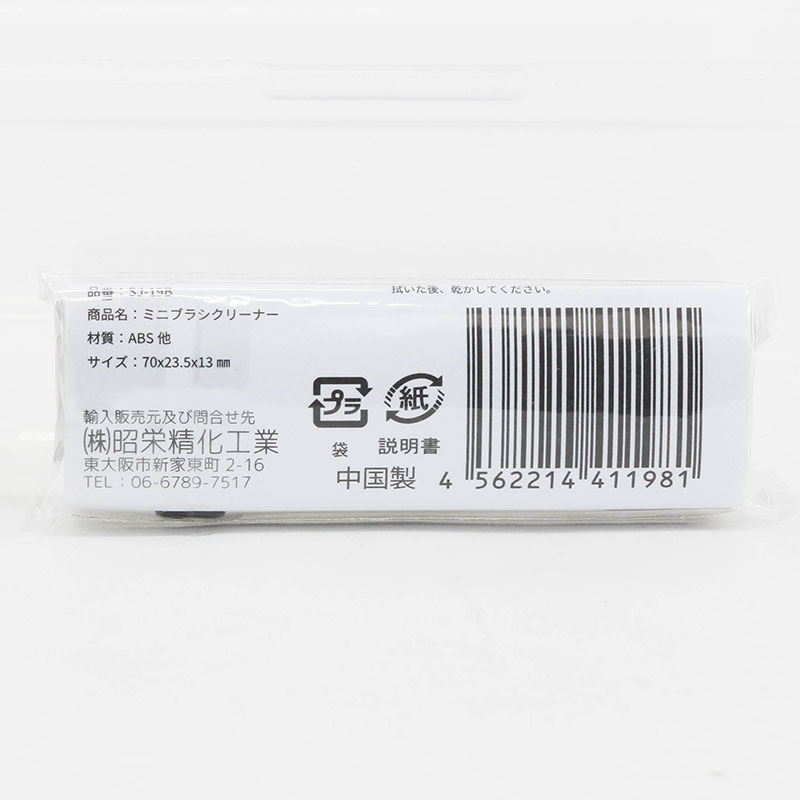 品番：SJ-19B
商品名：ミニブラシクリーナー
材質：ABS 他
サイズ：70x23.5x13 ㎜
拭いた後、乾かしてください。
輸入販売元及び問合せ先
㈱昭栄精化工業
東大阪市新家東町 2-16
TEL：06-6789-7517
プラ
袋
紙
説明書
中国製
4 562214 411981